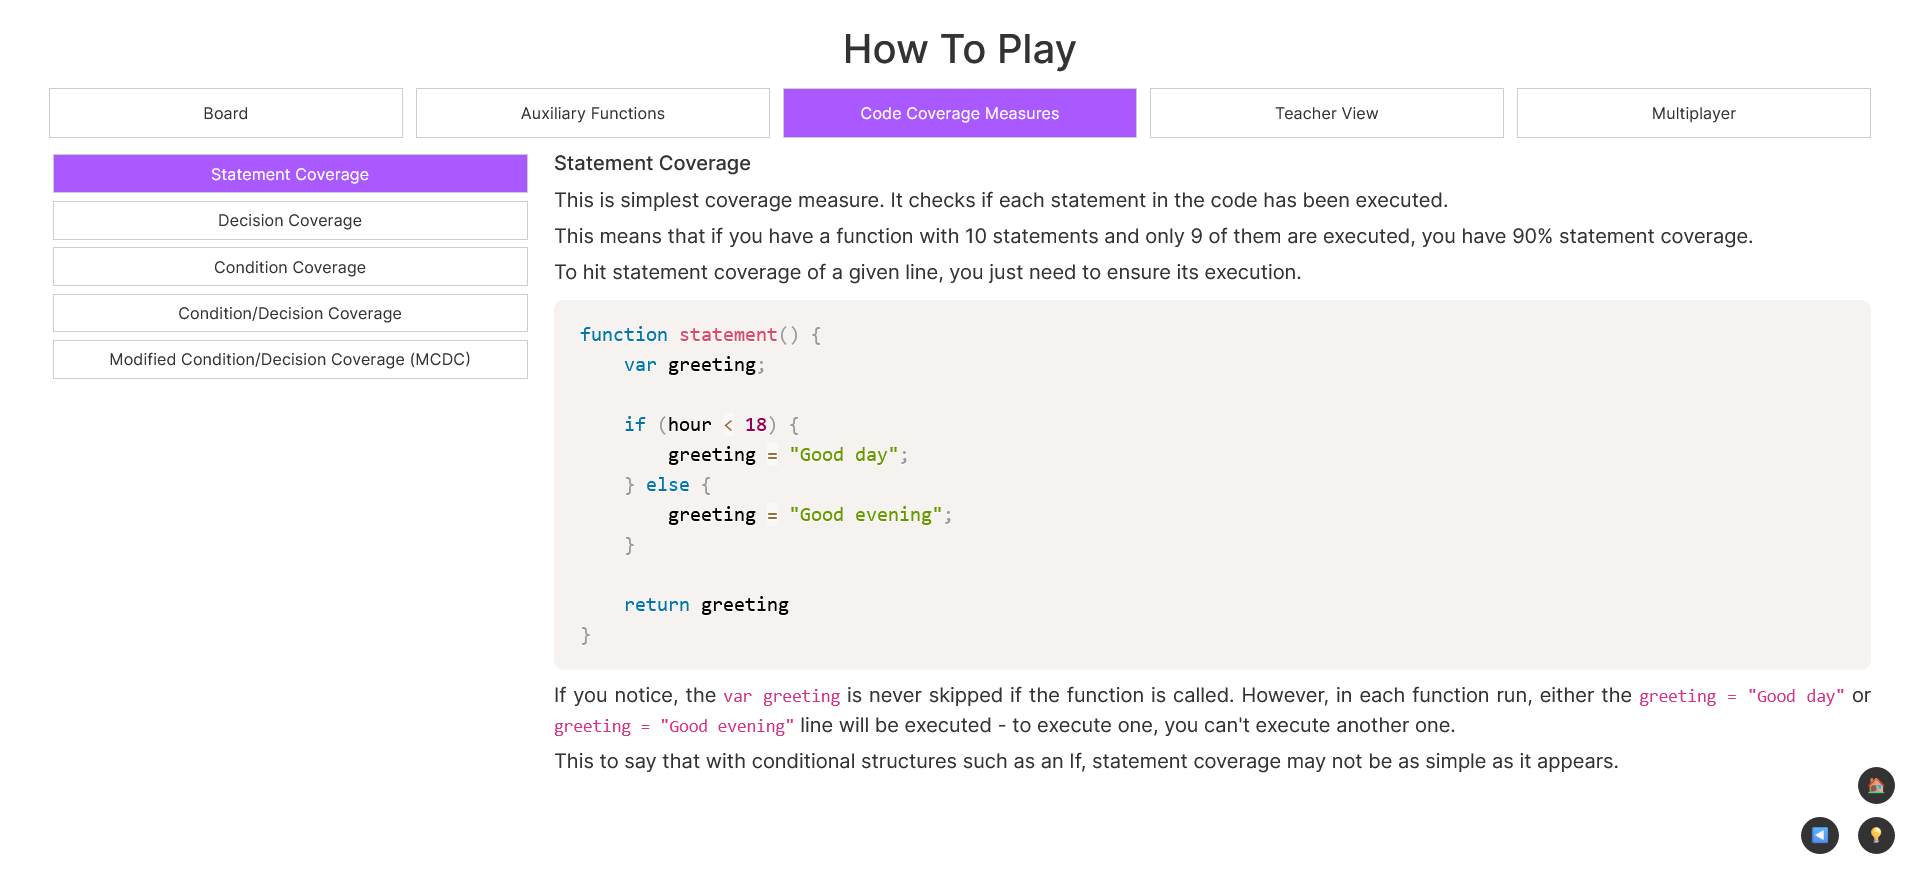 How To Play
Board
Auxiliary Functions
Code Coverage Measures
Teacher View
Multiplayer
Statement Coverage
Decision Coverage
Condition Coverage
Condition/Decision Coverage
Modified Condition/Decision Coverage (MCDC)
Statement Coverage
This is simplest coverage measure. It checks if each statement in the code has been executed.
This means that if you have a function with 10 statements and only 9 of them are executed, you have 90% statement coverage.
To hit statement coverage of a given line, you just need to ensure its execution.
function statement() {
    var greeting;
    if (hour < 18) {
        greeting = "Good day";
    } else {
        greeting = "Good evening";
    }
    return greeting
}
If you notice, the var greeting is never skipped if the function is called. However, in each function run, either the greeting = "Good day" or
greeting = "Good evening" line will be executed - to execute one, you can't execute another one.
This to say that with conditional structures such as an If, statement coverage may not be as simple as it appears.